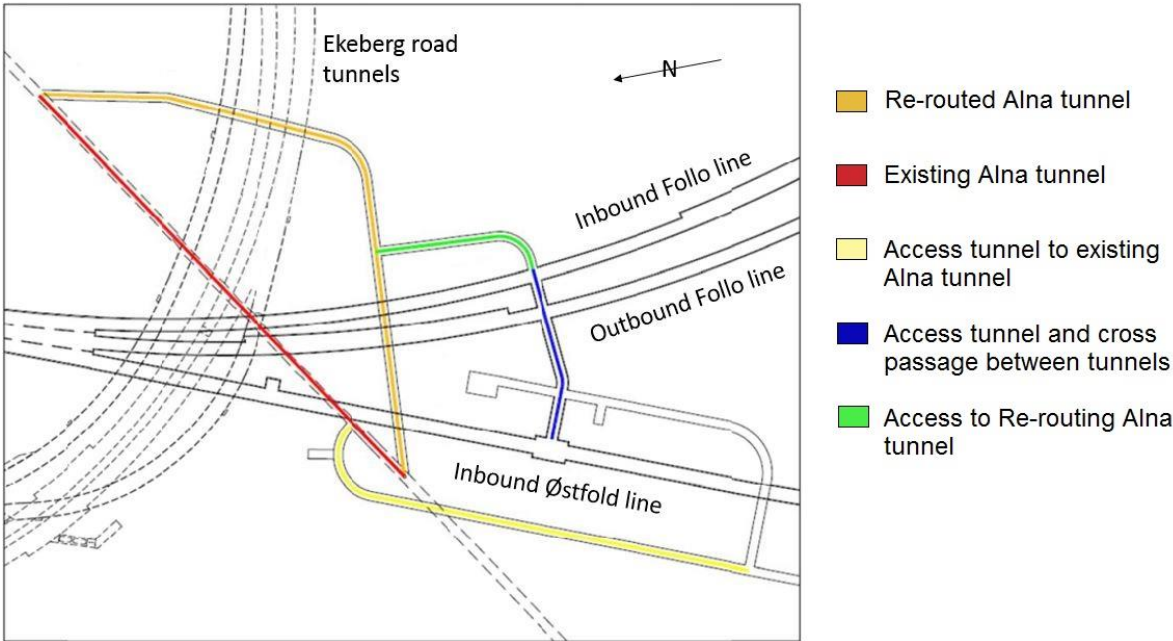 Ekeberg road
tunnels
N
Inbound Follo line
Outbound Follo line
Inbound Østfold line
Re-routed Alna tunnel
Existing Alna tunnel
Access tunnel to existing
Alna tunnel
Access tunnel and cross
passage between tunnels
Access to Re-routing Alna
tunnel